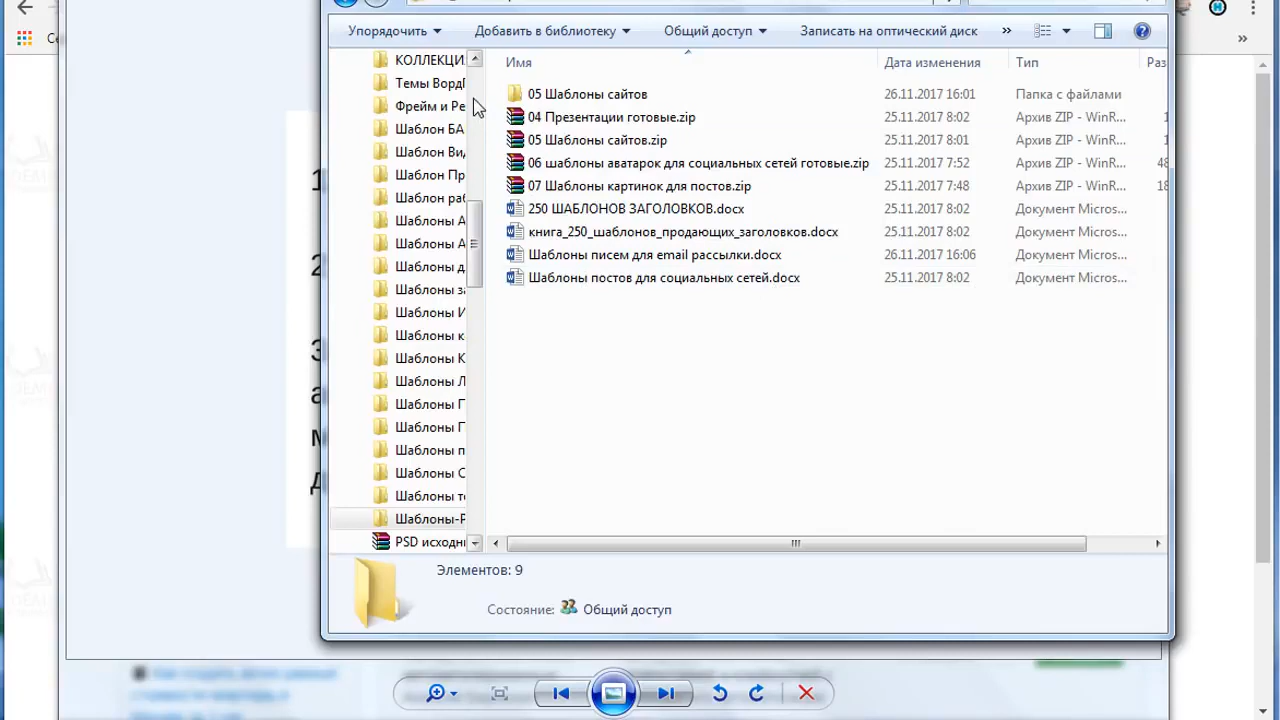 Упорядочить Добавить в библиотеку Общий доступ Записать на оптический диск »
Имя Дата изменения Тип Раз
КОЛЛЕКЦИ
Темы Ворд
Фрейм и Ре
Шаблон БА
Шаблон Ви
Шаблон Пр
Шаблон раб
Шаблоны А
Шаблоны А
Шаблоны д
Шаблоны за
Шаблоны И
Шаблоны к
Шаблоны К
Шаблоны Л
Шаблоны Г
Шаблоны Г
Шаблоны п
Шаблоны С
Шаблоны т
Шаблоны-Р
PSD исходн
05 Шаблоны сайтов 26.11.2017 16:01 Папка с файлами
04 Презентации готовые.zip 25.11.2017 8:02 Архив ZIP - WinR... 1
05 Шаблоны сайтов.zip 25.11.2017 8:01 Архив ZIP - WinR... 1
06 шаблоны аватарок для социальных сетей готовые.zip 25.11.2017 7:52 Архив ZIP - WinR... 48
07 Шаблоны картинок для постов.zip 25.11.2017 7:48 Архив ZIP - WinR... 18
250 ШАБЛОНОВ ЗАГОЛОВКОВ.docx 25.11.2017 8:02 Документ Micros...
книга_250_шаблонов_продающих_заголовков.docx 25.11.2017 8:02 Документ Micros...
Шаблоны писем для email рассылки.docx 26.11.2017 16:06 Документ Micros...
Шаблоны постов для социальных сетей.docx 25.11.2017 8:02 Документ Micros...
Элементов: 9
Состояние: Общий доступ